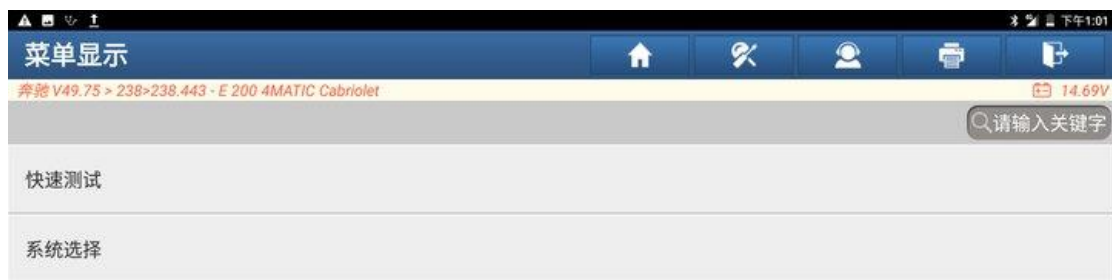 下午1:01
菜单显示
奔驰 V49.75 > 238>238.443 - E 200 4MATIC Cabriolet
14.69V
请输入关键字
快速测试
系统选择